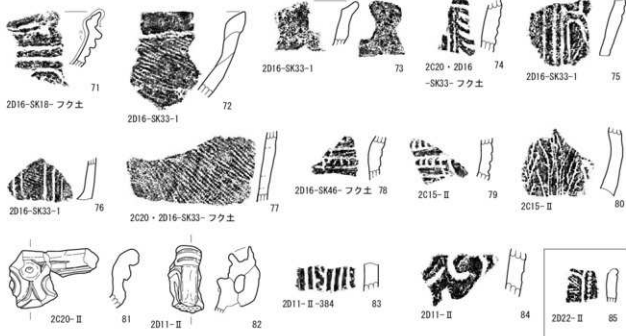 71
2D16-SK18-フク土
72
2D16-SK33-1
2D16-SK33-1
73
74
2C20・2D16
-SK33-フク土
75
2D16-SK33-1
76
2D16-SK33-1
77
2C20・2D16-SK33-フク土
2D16-SK46-フク土 78
79
2C15-Ⅱ
80
2C15-Ⅱ
2C20-Ⅱ 81
2D11-Ⅱ 82
2D11-Ⅱ-384 83
2D11-Ⅱ 84
2D22-Ⅱ 85